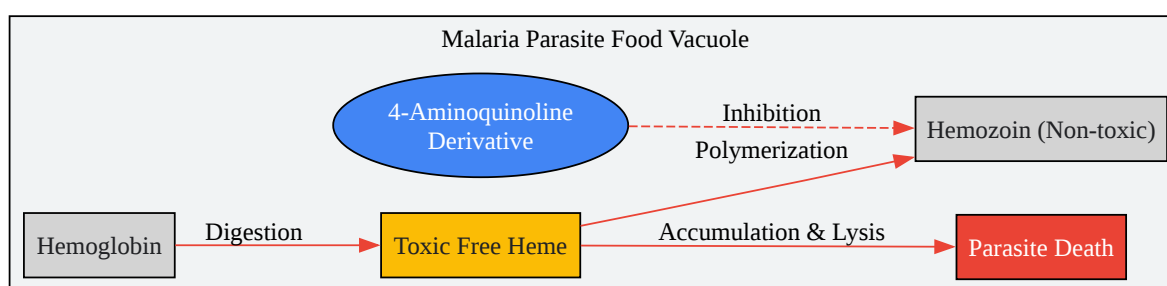 Malaria Parasite Food Vacuole
4-Aminoquinoline
Derivative
Inhibition
Hemozoin (Non-toxic)
Polymerization
Hemoglobin
Digestion
Toxic Free Heme
Accumulation & Lysis
Parasite Death